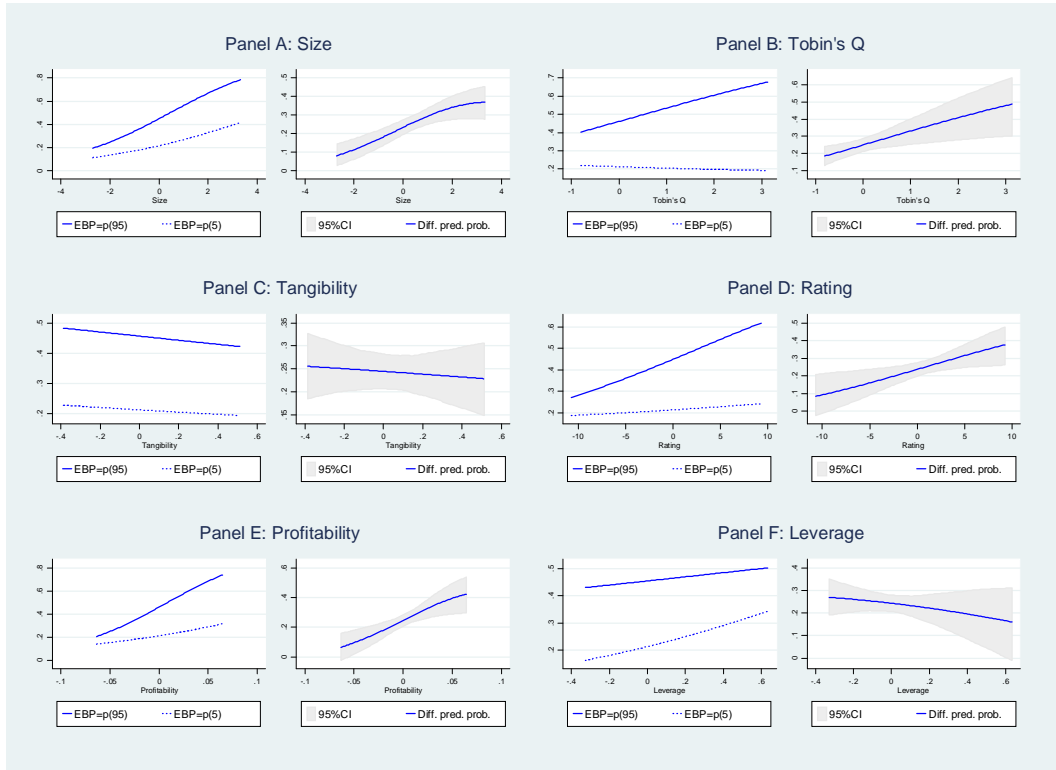 Panel A: Size
.8
.6
.4
.2
0
-4
-2
0
2
4
Size
EBP=p(95)
EBP=p(5)
.5
.4
.3
.2
.1
0
-4
-2
0
2
4
Size
95%CI
Diff. pred. prob.
Panel B: Tobin's Q
.7
.6
.5
.4
.3
.2
-1
0
1
2
3
Tobin's Q
EBP=p(95)
EBP=p(5)
.6
.5
.4
.3
.2
.1
-1
0
1
2
3
Tobin's Q
95%CI
Diff. pred. prob.
Panel C: Tangibility
.5
.4
.3
.2
-.4
-.2
0
.2
.4
.6
Tangibility
EBP=p(95)
EBP=p(5)
.35
.3
.25
.2
.15
-.4
-.2
0
.2
.4
.6
Tangibility
95%CI
Diff. pred. prob.
Panel D: Rating
.6
.5
.4
.3
.2
-10
-5
0
5
10
Rating
EBP=p(95)
EBP=p(5)
.5
.4
.3
.2
.1
0
-10
-5
0
5
10
Rating
95%CI
Diff. pred. prob.
Panel E: Profitability
.8
.6
.4
.2
0
-.1
-.05
0
.05
.1
Profitability
EBP=p(95)
EBP=p(5)
.6
.4
.2
0
-.1
-.05
0
.05
.1
Profitability
95%CI
Diff. pred. prob.
Panel F: Leverage
.5
.4
.3
.2
-.4
-.2
0
.2
.4
.6
Leverage
EBP=p(95)
EBP=p(5)
.4
.3
.2
.1
0
-.4
-.2
0
.2
.4
.6
Leverage
95%CI
Diff. pred. prob.